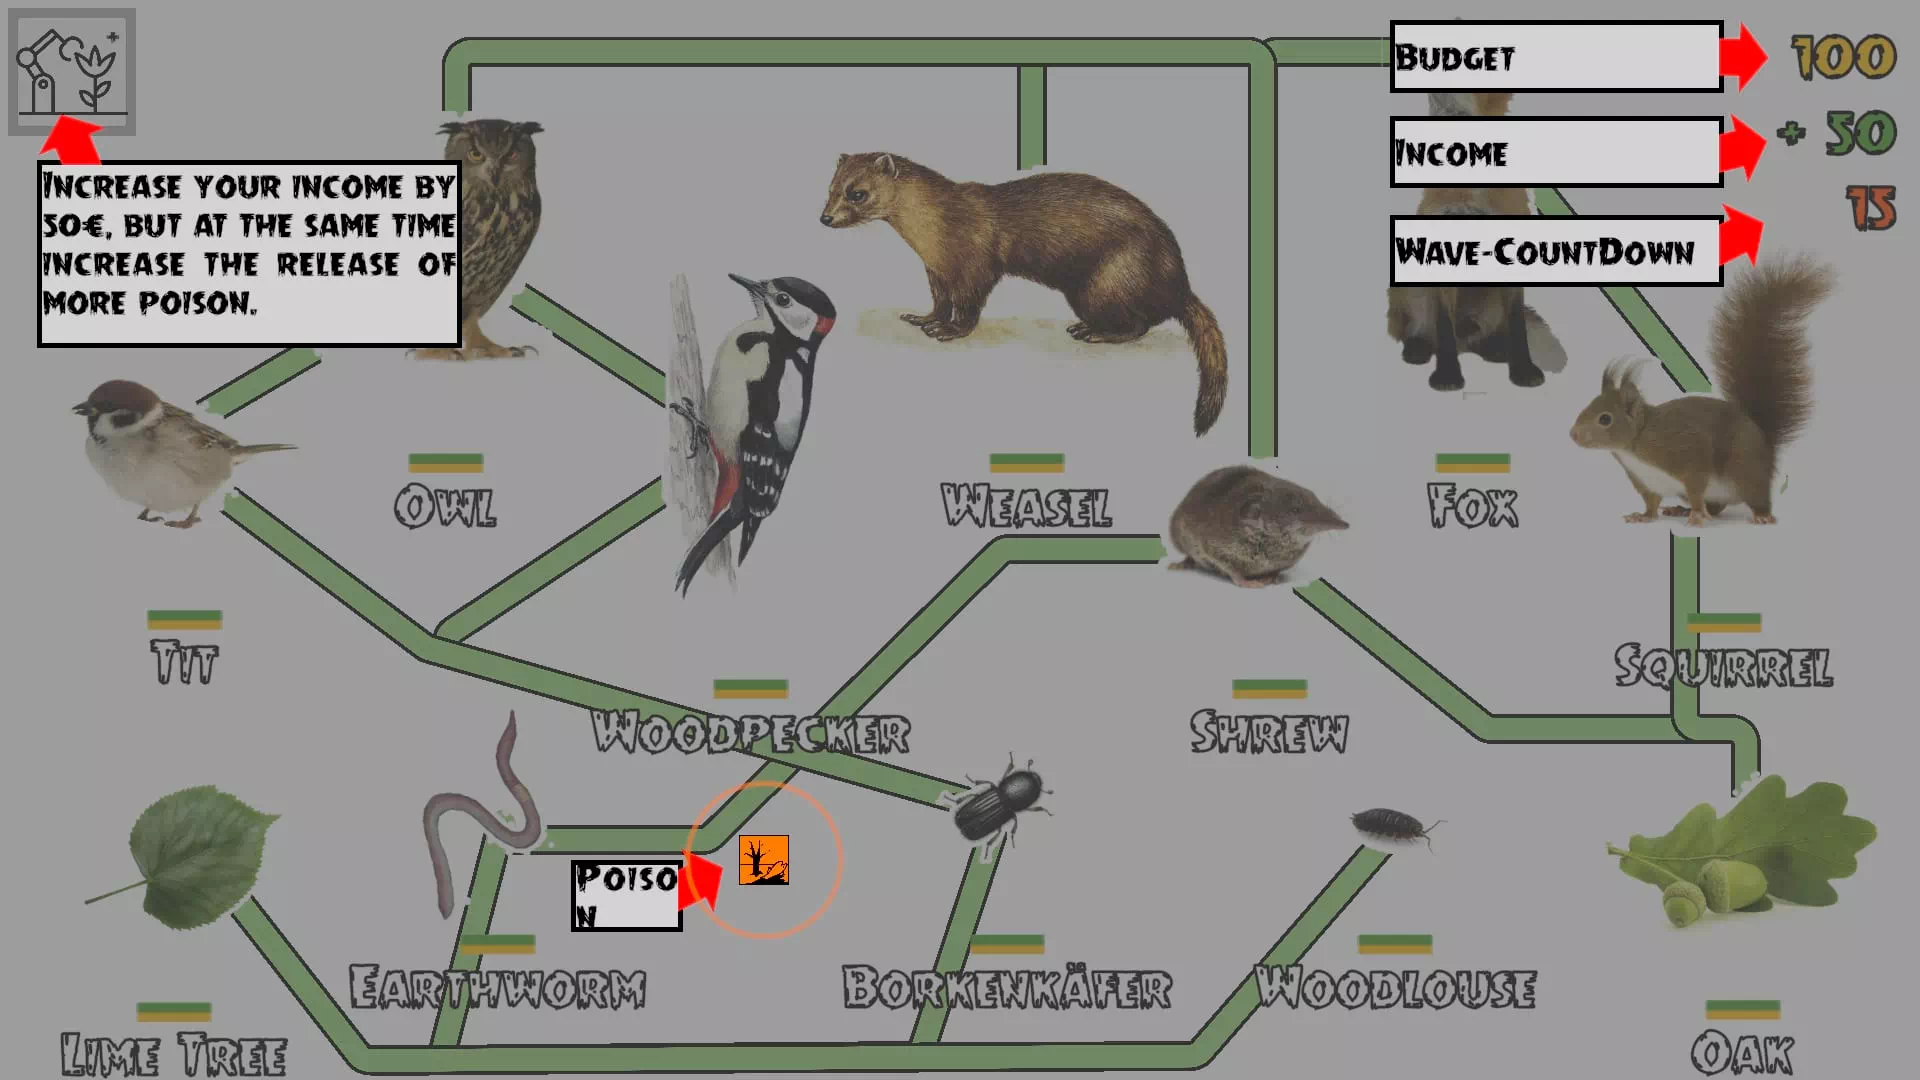 Budget
100
Income
+ 50
Wave-CountDown
15
Increase your income by
50€, but at the same time
increase the release of
more poison.
Owl
Weasel
Fox
Tit
Squirrel
Woodpecker
Shrew
Poiso
n
Earthworm
Borkenkäfer
Woodlouse
Lime Tree
Oak